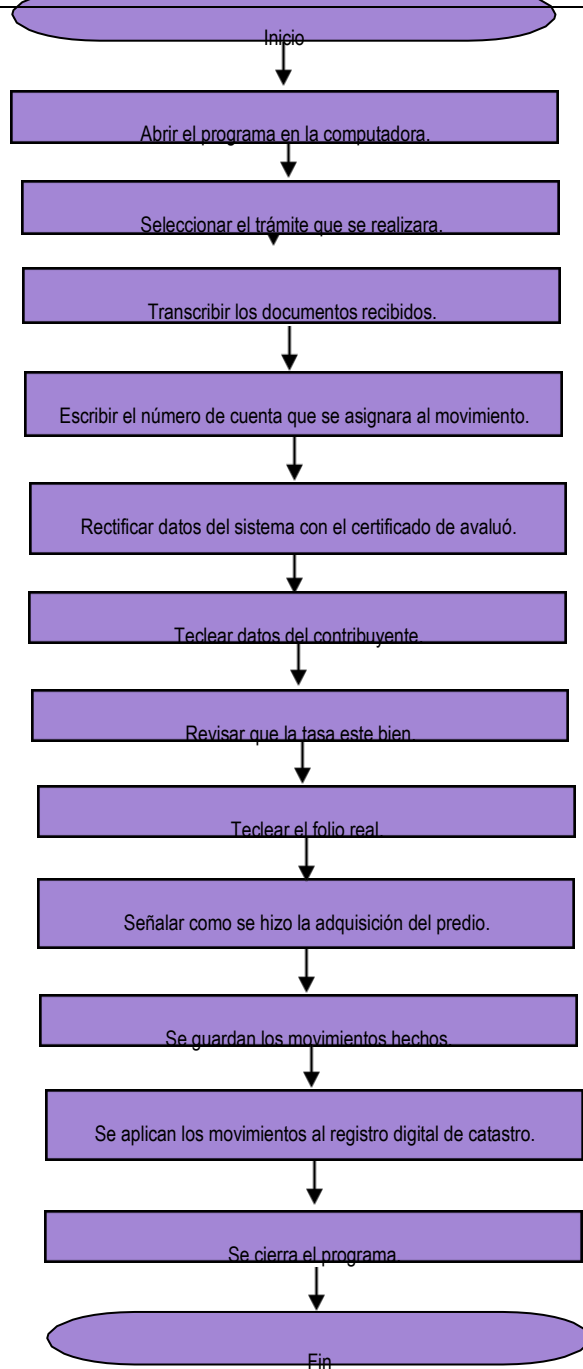 Inicio
Abrir el programa en la computadora.
Seleccionar el trámite que se realizara.
Transcribir los documentos recibidos.
Escribir el número de cuenta que se asignara al movimiento.
Rectificar datos del sistema con el certificado de avaluó.
Teclear datos del contribuyente.
Revisar que la tasa este bien.
Teclear el folio real.
Señalar como se hizo la adquisición del predio.
Se guardan los movimientos hechos.
Se aplican los movimientos al registro digital de catastro.
Se cierra el programa.
Fin